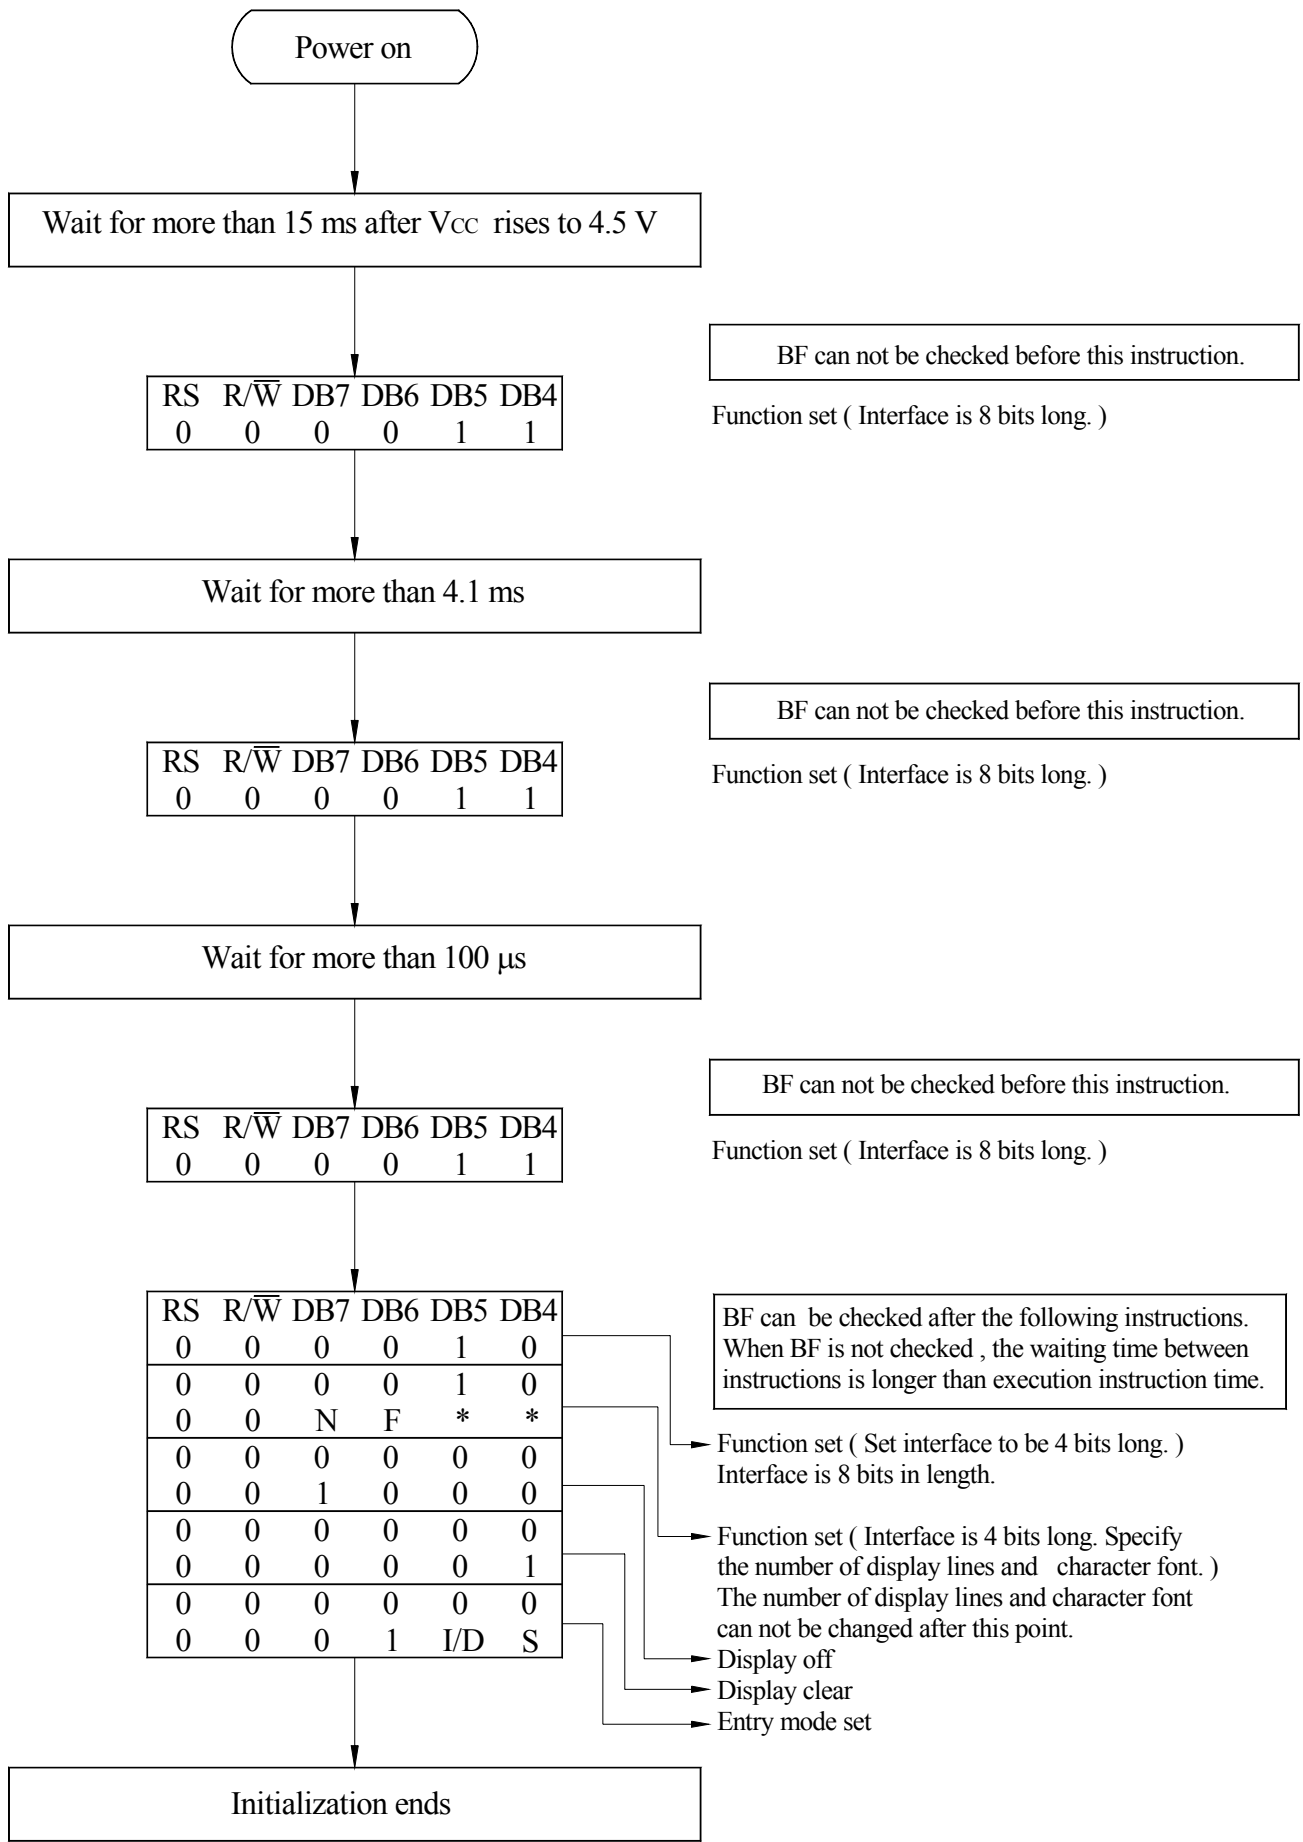 Power on
Wait for more than 15 ms after VCC rises to 4.5 V
BF can not be checked before this instruction.
RS R/W̅ DB7 DB6 DB5 DB4
0 0 0 0 1 1
Function set ( Interface is 8 bits long. )
Wait for more than 4.1 ms
BF can not be checked before this instruction.
RS R/W̅ DB7 DB6 DB5 DB4
0 0 0 0 1 1
Function set ( Interface is 8 bits long. )
Wait for more than 100 μs
BF can not be checked before this instruction.
RS R/W̅ DB7 DB6 DB5 DB4
0 0 0 0 1 1
Function set ( Interface is 8 bits long. )
RS R/W̅ DB7 DB6 DB5 DB4
0 0 0 0 1 0
0 0 0 0 1 0
0 0 N F * *
0 0 0 0 0 0
0 0 1 0 0 0
0 0 0 0 0 0
0 0 0 0 0 1
0 0 0 0 0 0
0 0 0 1 I/D S
BF can be checked after the following instructions.
When BF is not checked , the waiting time between
instructions is longer than execution instruction time.
Function set ( Set interface to be 4 bits long. )
Interface is 8 bits in length.
Function set ( Interface is 4 bits long. Specify
the number of display lines and character font. )
The number of display lines and character font
can not be changed after this point.
Display off
Display clear
Entry mode set
Initialization ends